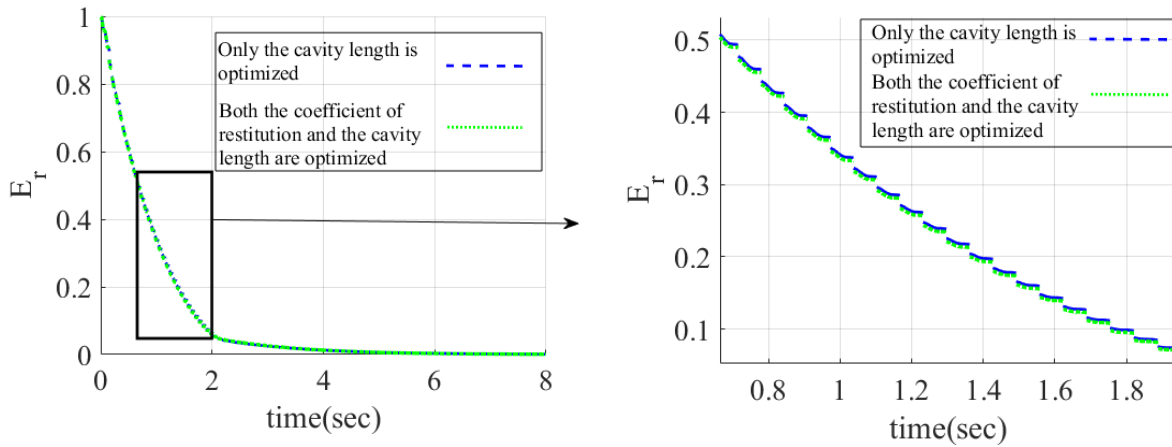 1
0.8
0.6
0.4
0.2
0
E_r
0
2
4
6
8
time(sec)
Only the cavity length is
optimized
Both the coefficient of
restitution and the cavity
length are optimized
0.5
0.4
0.3
0.2
0.1
E_r
0.8
1
1.2
1.4
1.6
1.8
time(sec)
Only the cavity length is
optimized
Both the coefficient of
restitution and the cavity
length are optimized